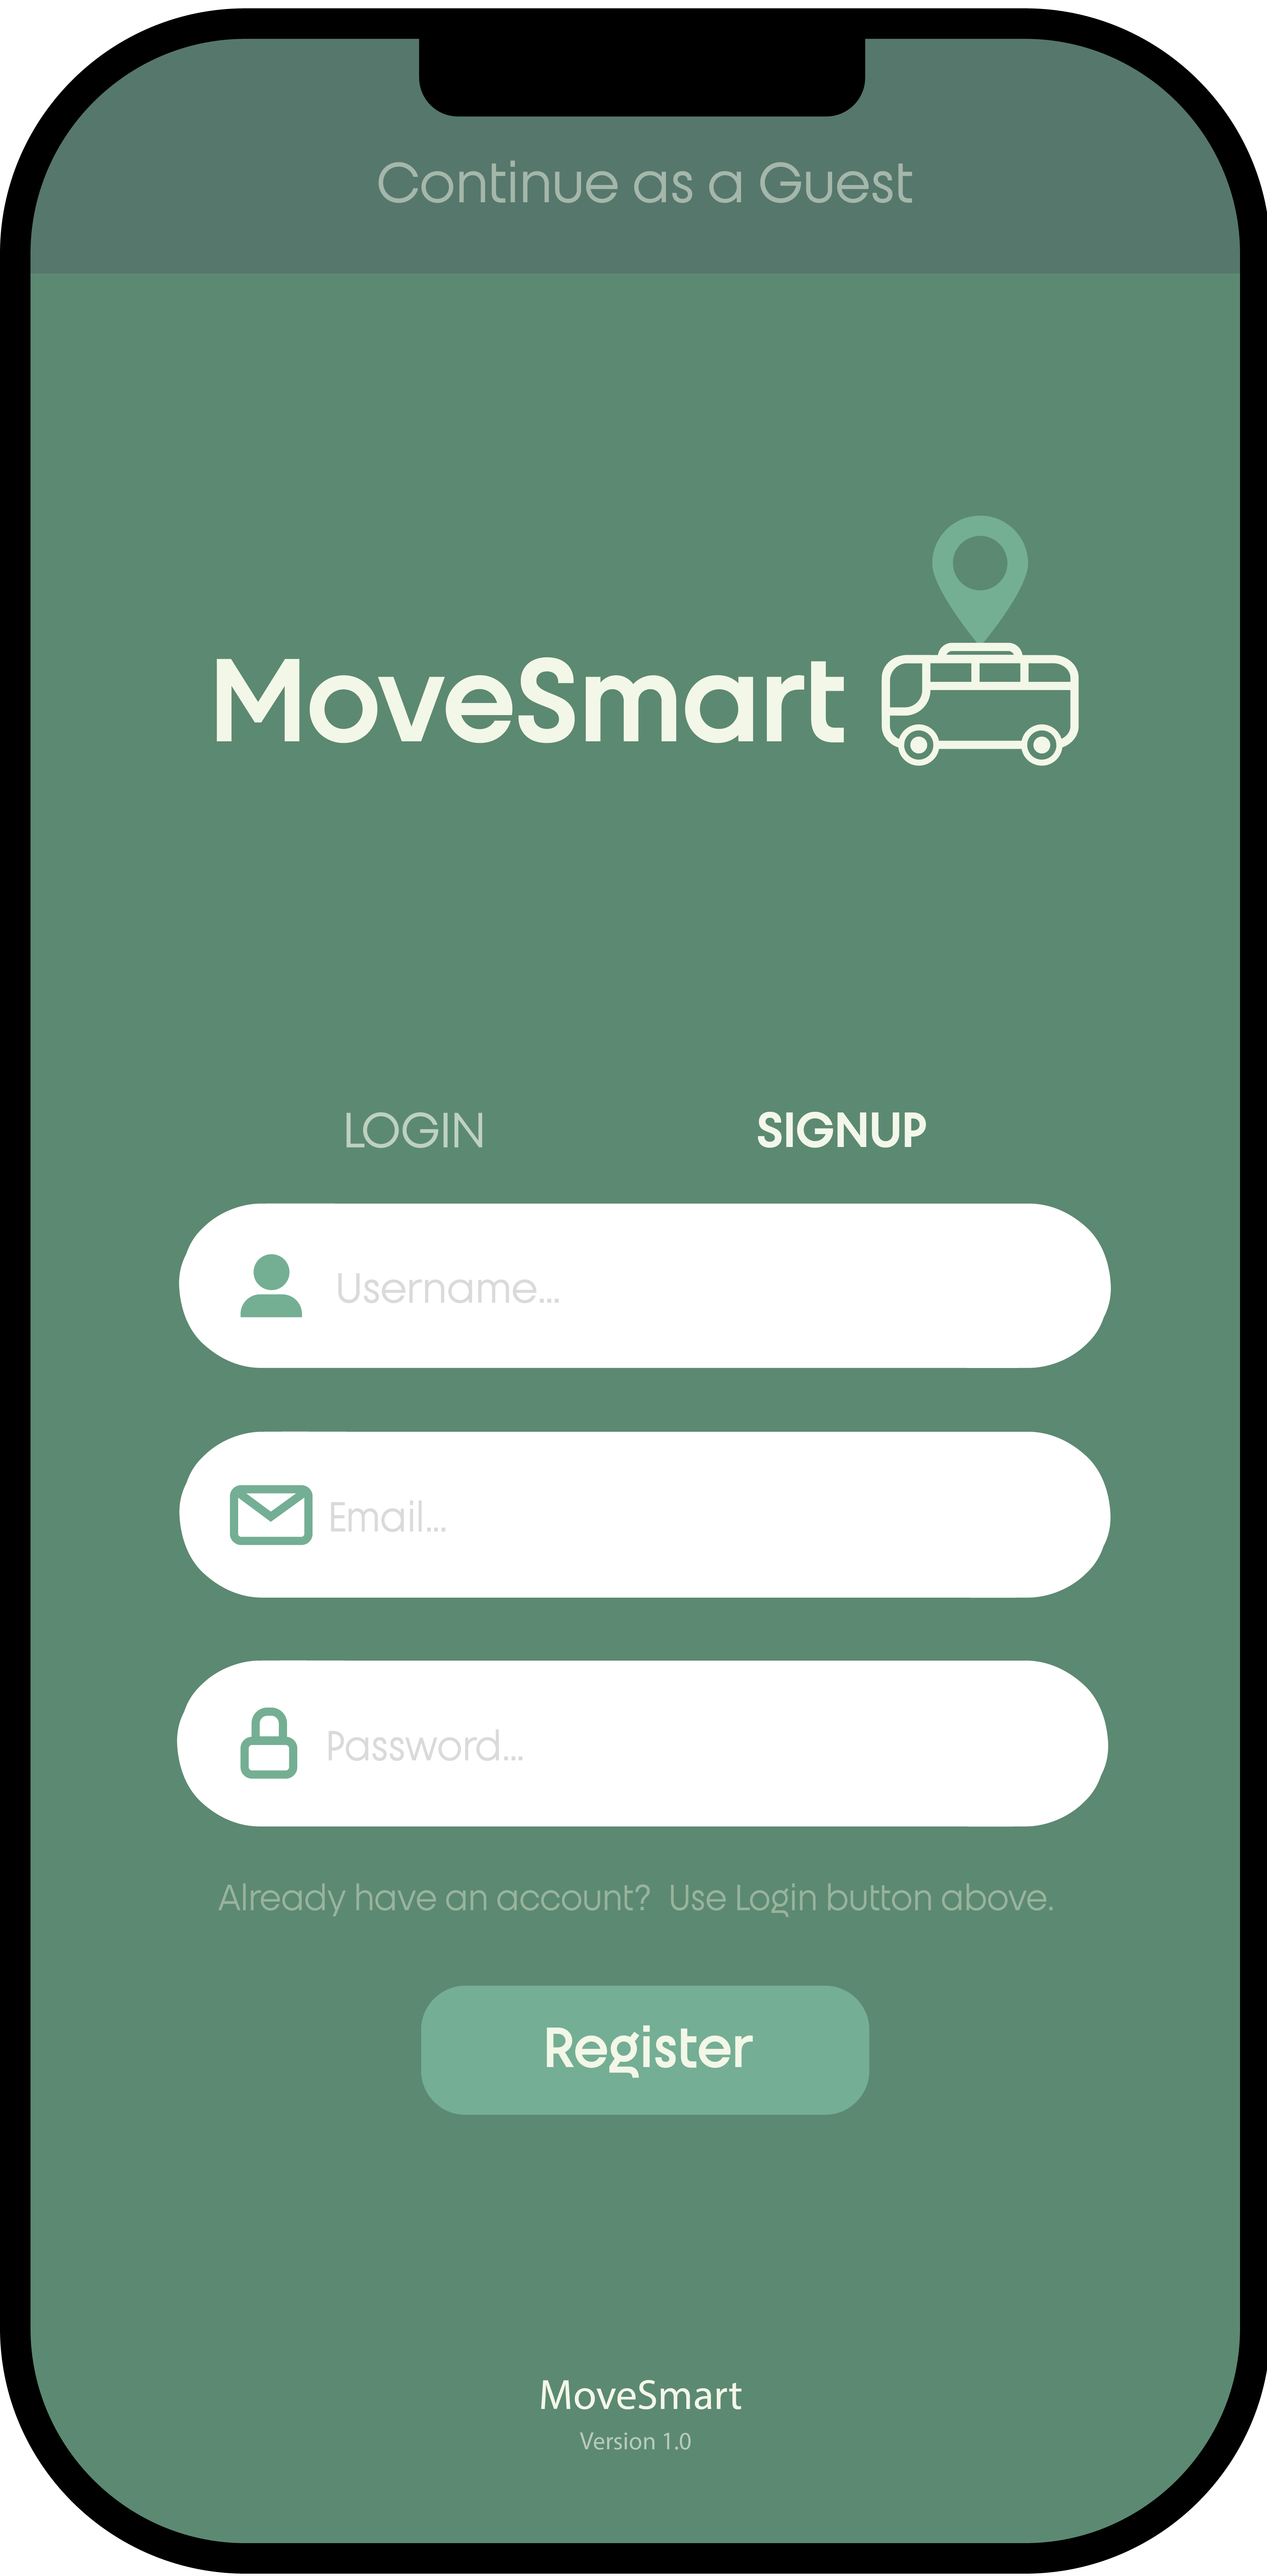 Continue as a Guest
MoveSmart
LOGIN SIGNUP
Username...
Email...
Password...
Already have an account? Use Login button above.
Register
MoveSmart
Version 1.0